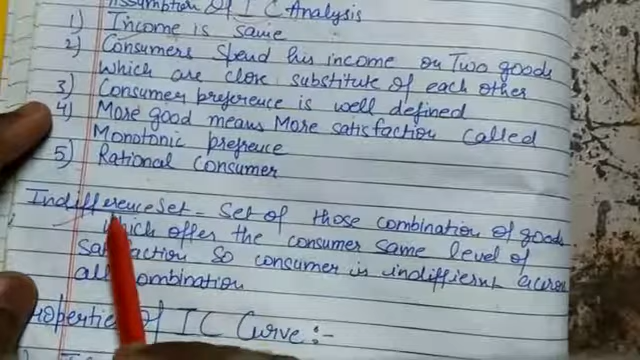 Assumption Of IC Analysis
1) Income is same
2) Consumers Spend his income on Two goods
which are close substitute of each other
3) Consumer preference is well defined
4) More good means More satisfaction called
Monotonic prefrence
5) Rational Consumer
Indifference Set - Set of those combination of goods
which offer the consumer same level of
satisfaction so consumer is indiffierent across
all combination
Properties Of IC Curve :-